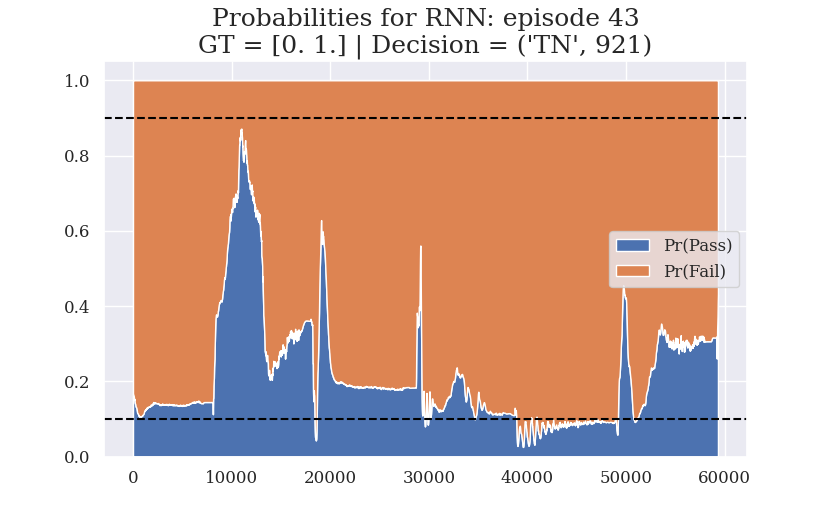 Probabilities for RNN: episode 43
GT = [0. 1.] | Decision = ('TN', 921)
1.0
0.8
0.6
Pr(Pass)
Pr(Fail)
0.4
0.2
0.0
0 10000 20000 30000 40000 50000 60000